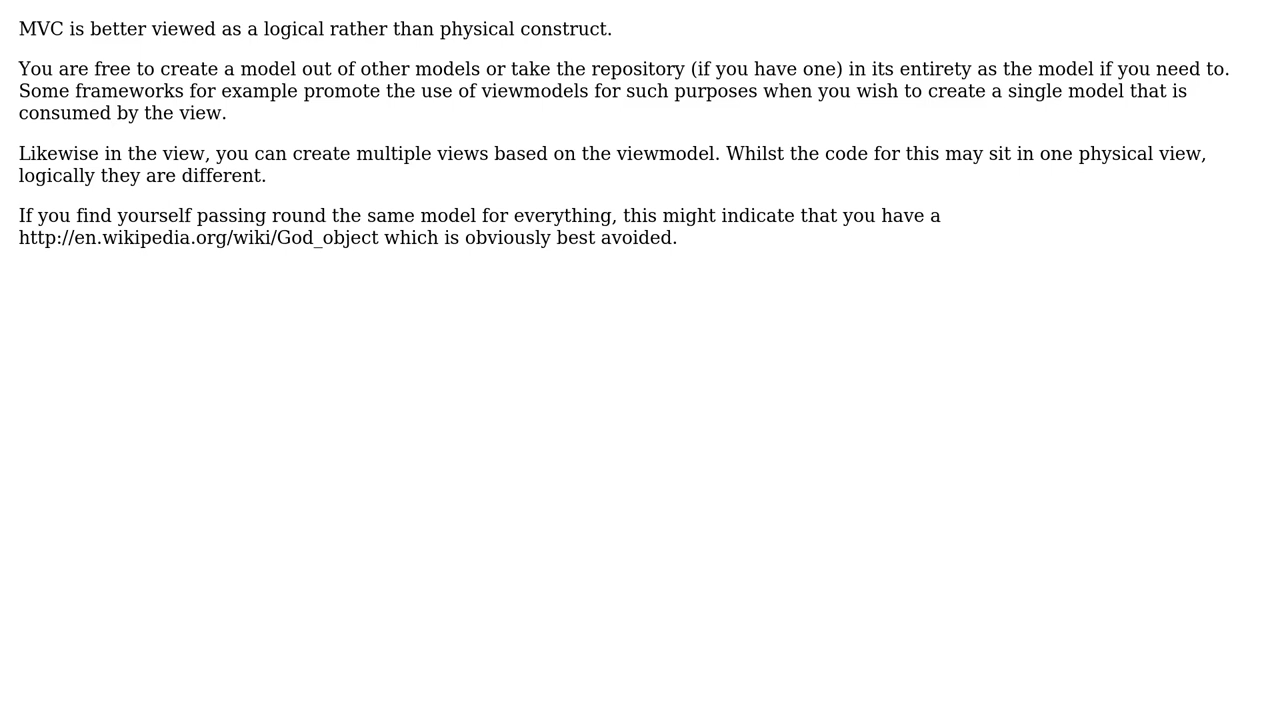 MVC is better viewed as a logical rather than physical construct.
You are free to create a model out of other models or take the repository (if you have one) in its entirety as the model if you need to.
Some frameworks for example promote the use of viewmodels for such purposes when you wish to create a single model that is
consumed by the view.
Likewise in the view, you can create multiple views based on the viewmodel. Whilst the code for this may sit in one physical view,
logically they are different.
If you find yourself passing round the same model for everything, this might indicate that you have a
http://en.wikipedia.org/wiki/God_object which is obviously best avoided.